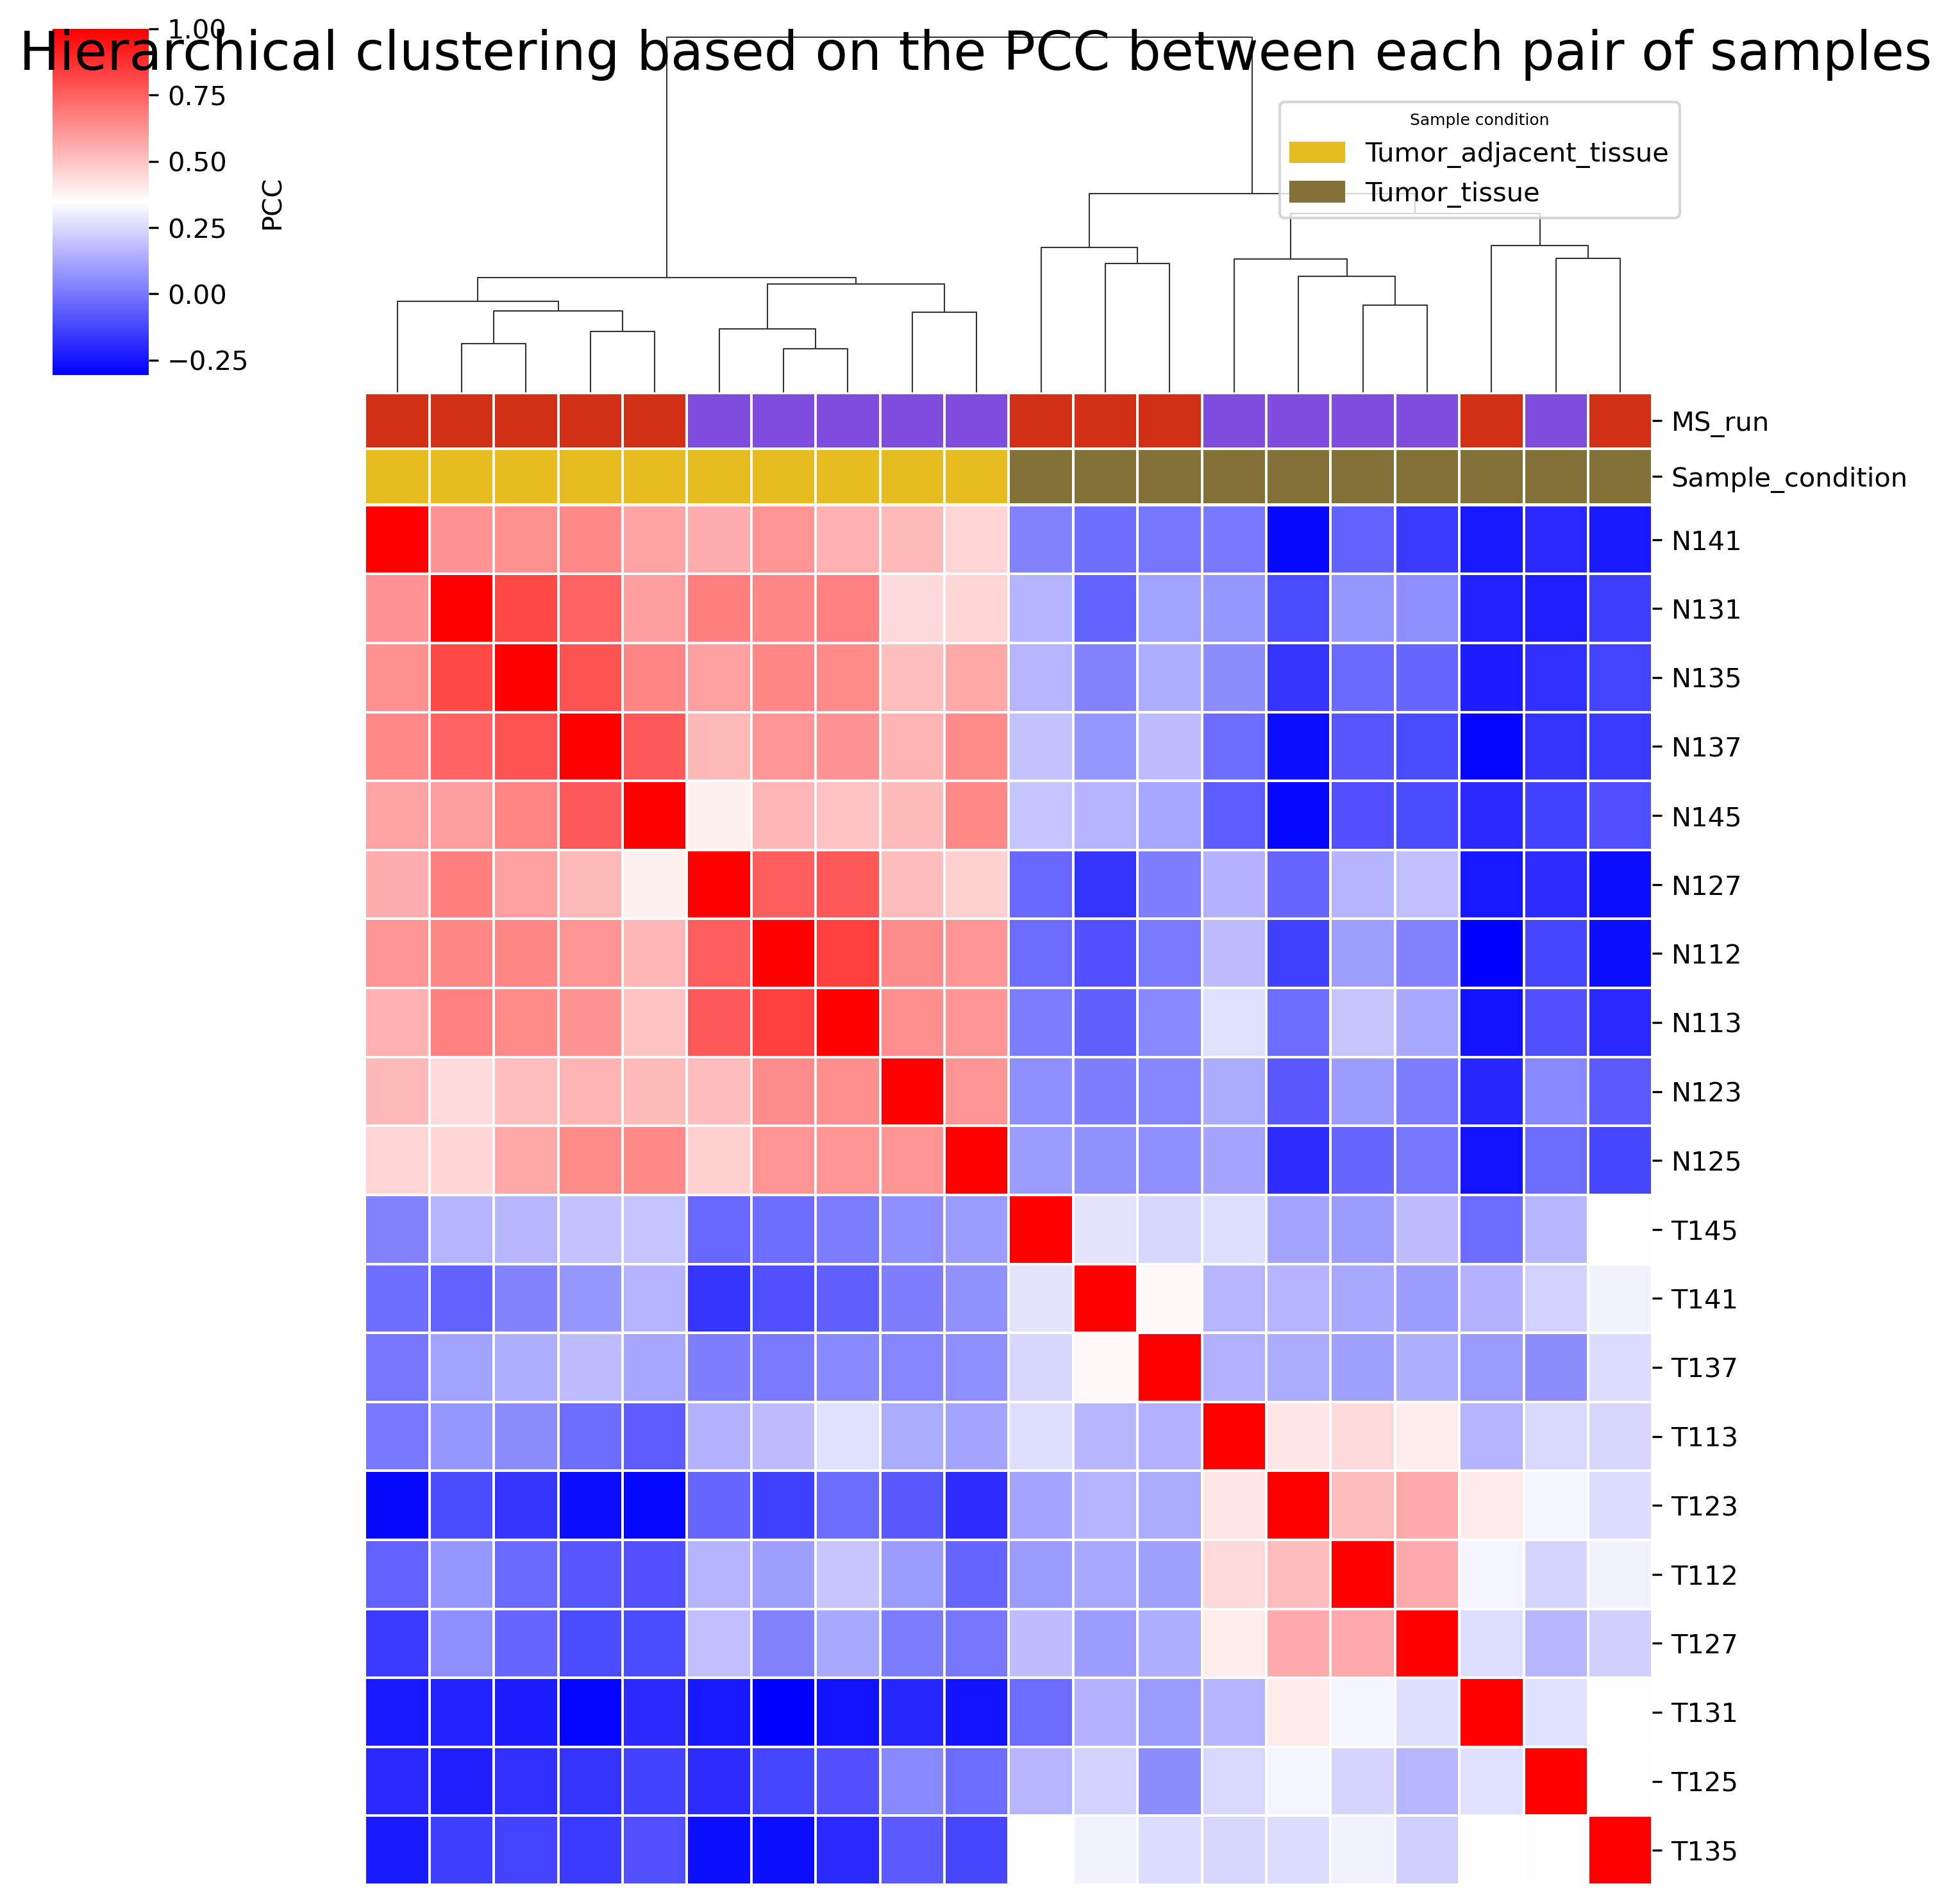 Hierarchical clustering based on the PCC between each pair of samples
1.00
0.75
0.50
0.25
0.00
−0.25
PCC
Sample condition
Tumor_adjacent_tissue
Tumor_tissue
MS_run
Sample_condition
N141
N131
N135
N137
N145
N127
N112
N113
N123
N125
T145
T141
T137
T113
T123
T112
T127
T131
T125
T135